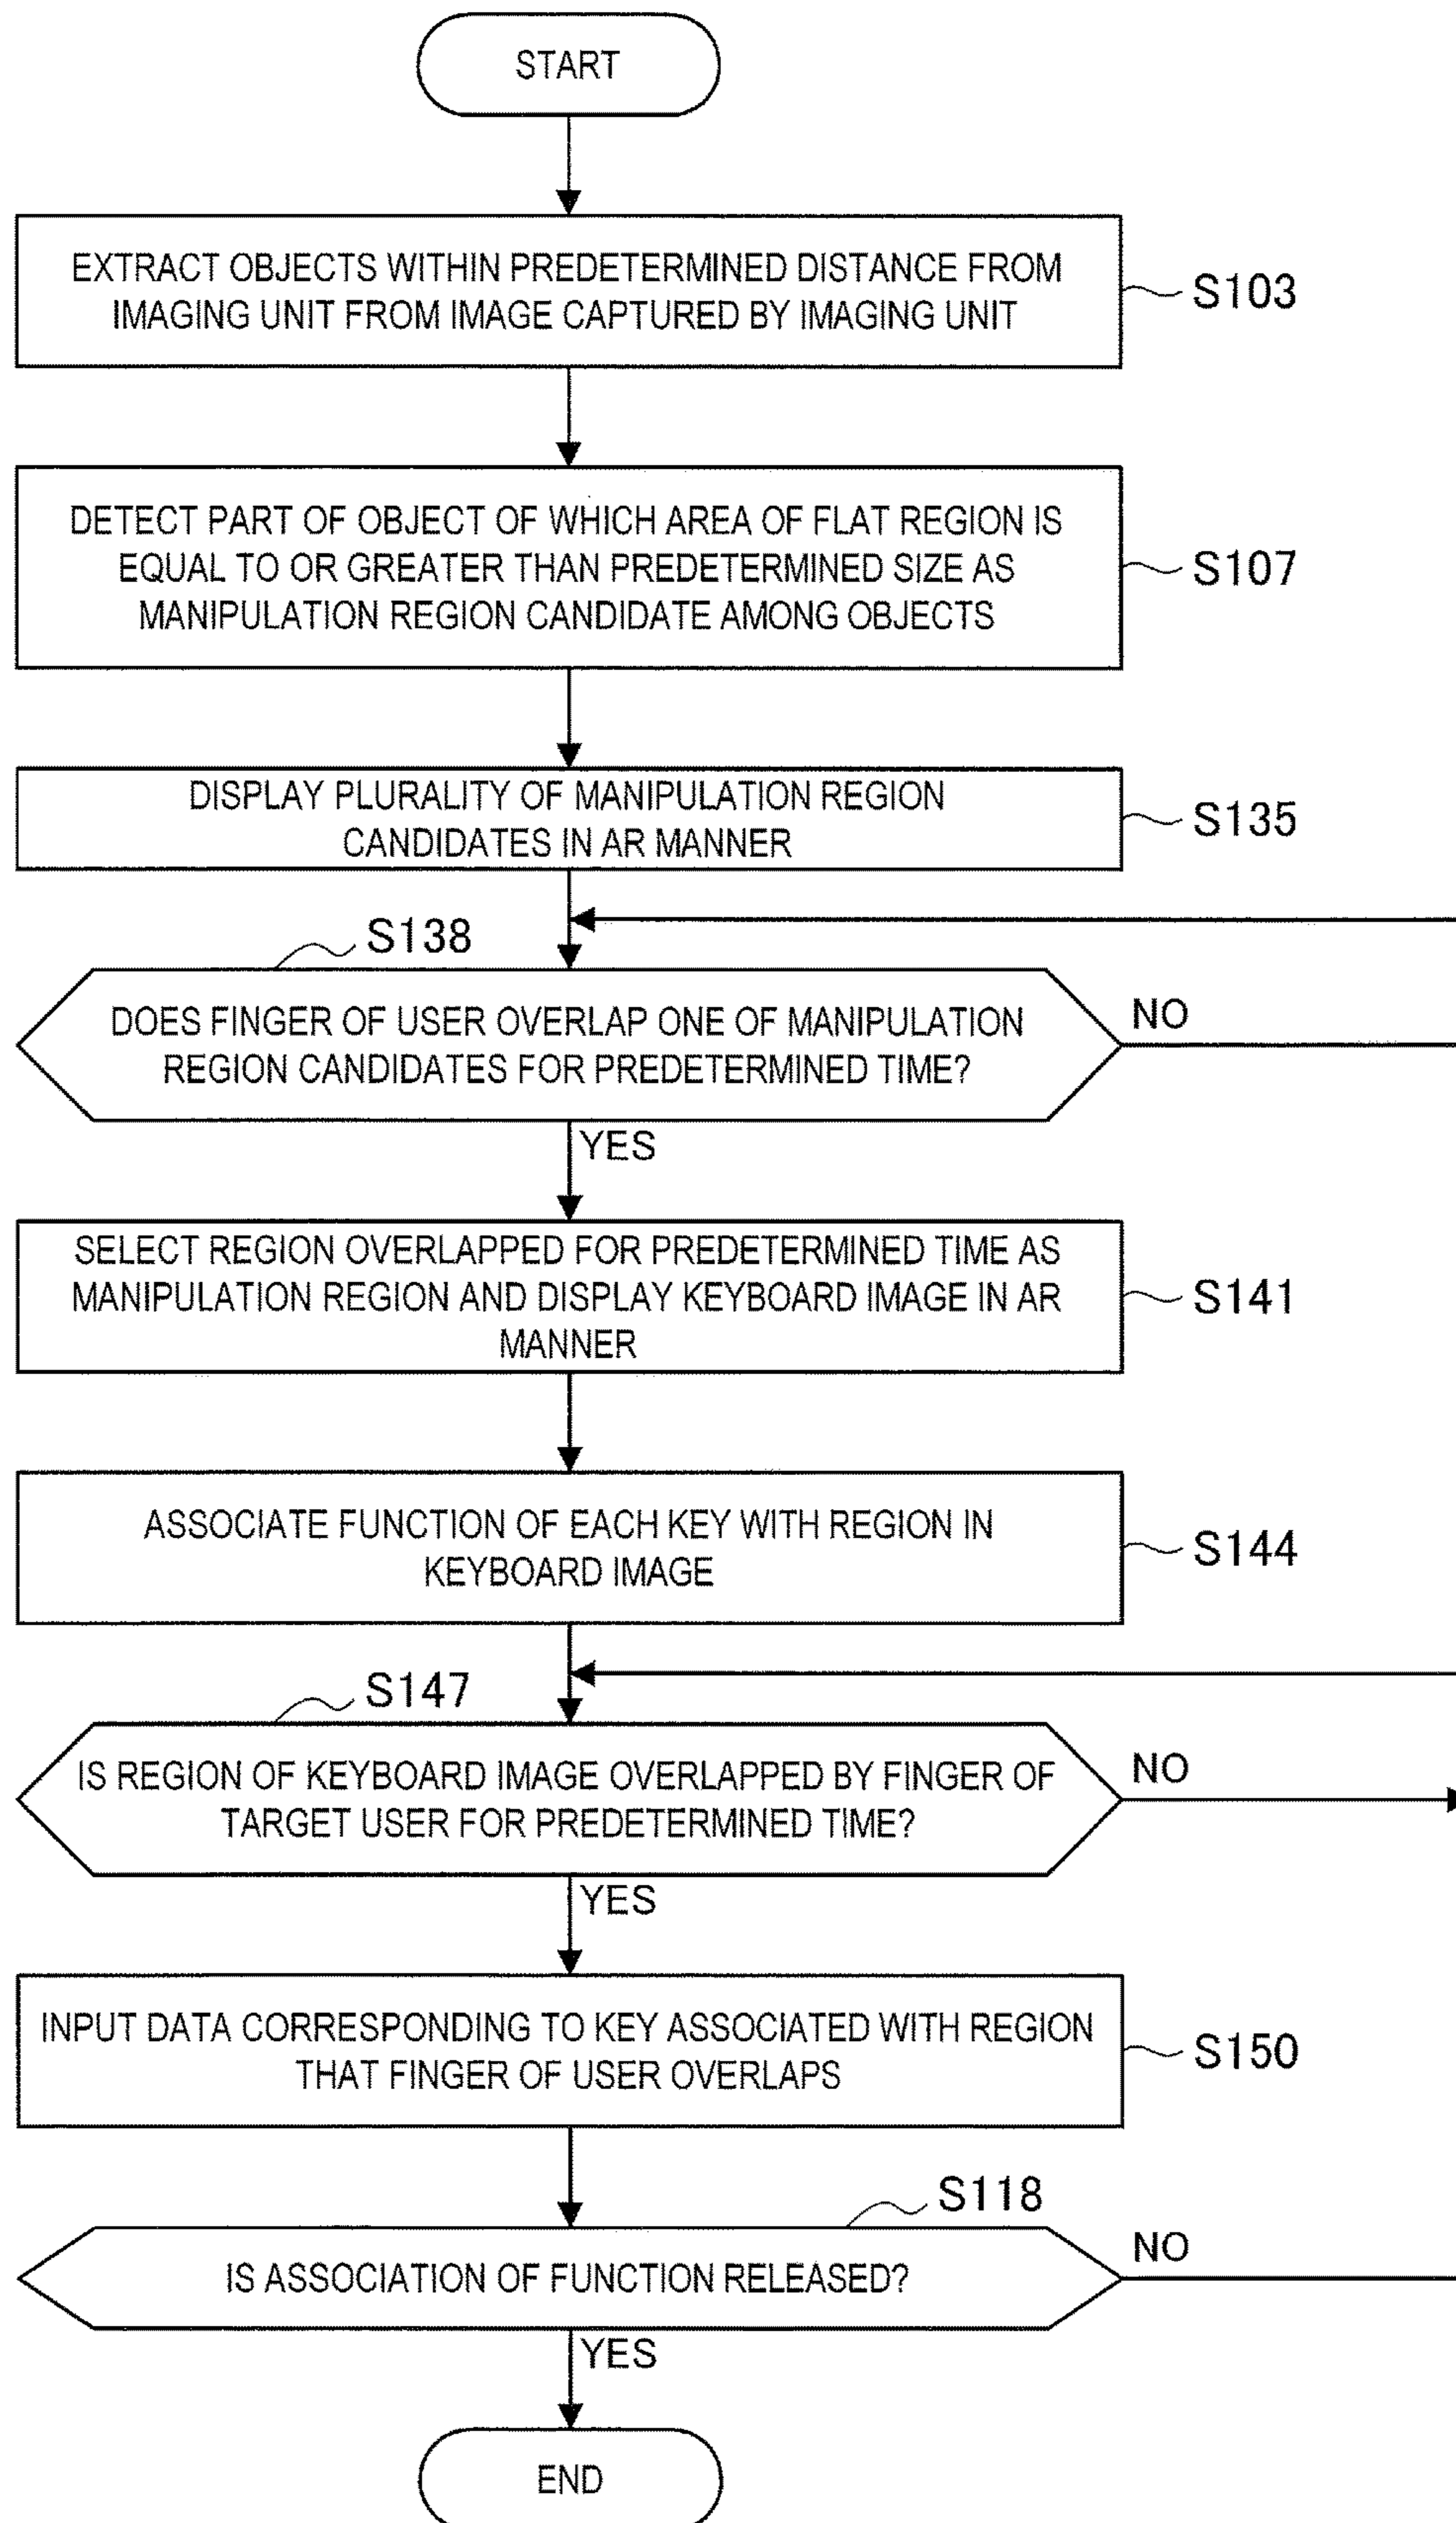 START
EXTRACT OBJECTS WITHIN PREDETERMINED DISTANCE FROM
IMAGING UNIT FROM IMAGE CAPTURED BY IMAGING UNIT
S103
DETECT PART OF OBJECT OF WHICH AREA OF FLAT REGION IS
EQUAL TO OR GREATER THAN PREDETERMINED SIZE AS
MANIPULATION REGION CANDIDATE AMONG OBJECTS
S107
DISPLAY PLURALITY OF MANIPULATION REGION
CANDIDATES IN AR MANNER
S135
S138
DOES FINGER OF USER OVERLAP ONE OF MANIPULATION
REGION CANDIDATES FOR PREDETERMINED TIME?
NO
YES
SELECT REGION OVERLAPPED FOR PREDETERMINED TIME AS
MANIPULATION REGION AND DISPLAY KEYBOARD IMAGE IN AR
MANNER
S141
ASSOCIATE FUNCTION OF EACH KEY WITH REGION IN
KEYBOARD IMAGE
S144
S147
IS REGION OF KEYBOARD IMAGE OVERLAPPED BY FINGER OF
TARGET USER FOR PREDETERMINED TIME?
NO
YES
INPUT DATA CORRESPONDING TO KEY ASSOCIATED WITH REGION
THAT FINGER OF USER OVERLAPS
S150
S118
IS ASSOCIATION OF FUNCTION RELEASED?
NO
YES
END